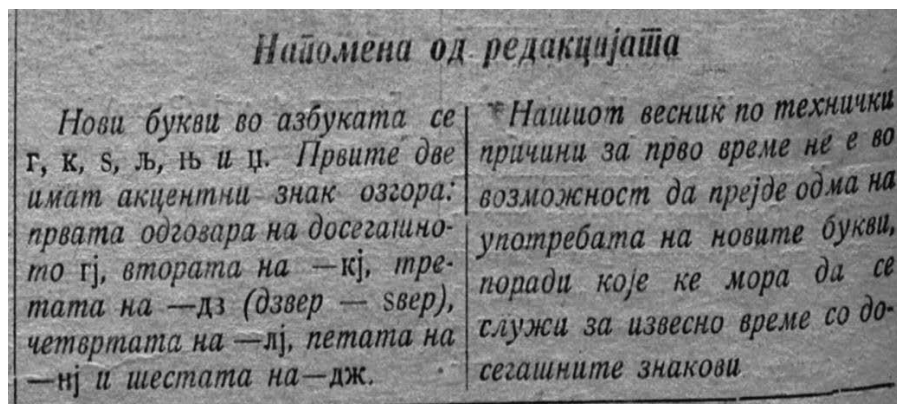 Напомена од редакцијата
Нови букви во азбуката се
г, к, ѕ, љ, њ и џ. Првите две
имат акцентни знак озгора:
првата одговара на досегашно-
то гј, втората на —кј, тре-
тата на —дз (дзвер — ѕвер),
четвртата на —лј, петата на
—нј и шестата на—дж.
Нашиот весник по технички
причини за прво време не е во
возможност да прејде одма на
употребата на новите букви,
поради које ке мора да се
служи за извесно време со до-
сегашните знакови